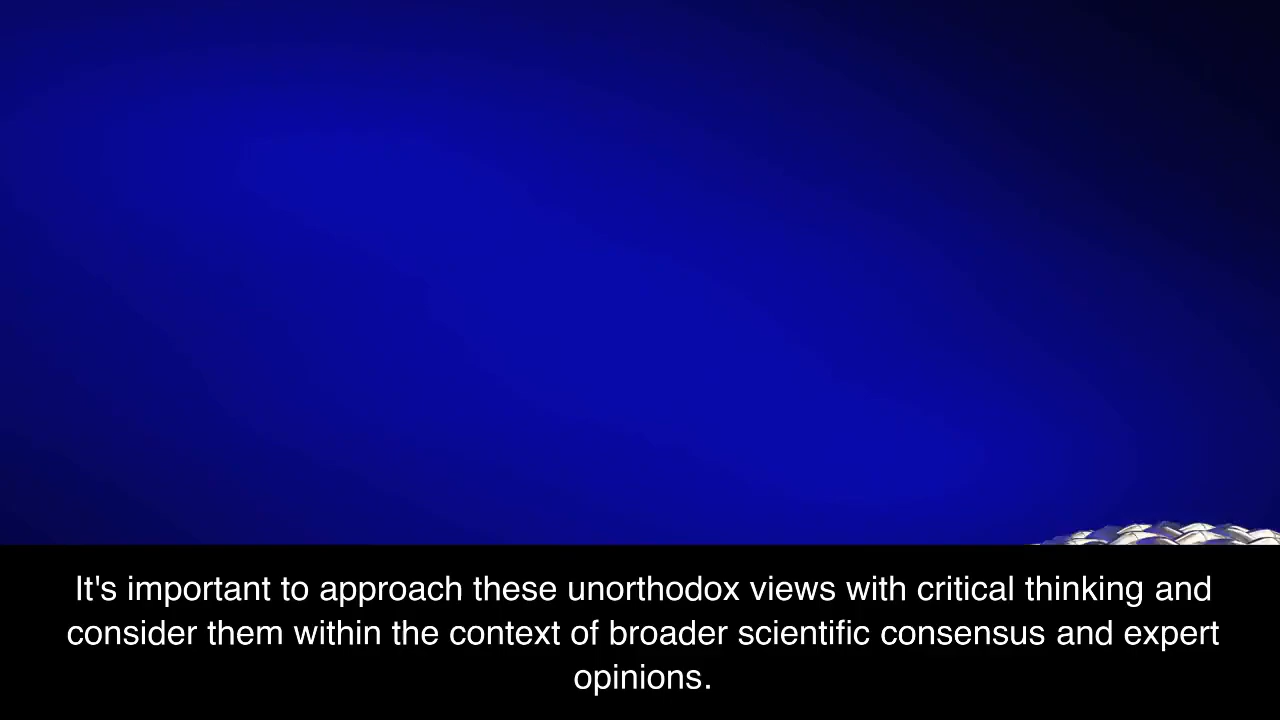 It's important to approach these unorthodox views with critical thinking and
consider them within the context of broader scientific consensus and expert
opinions.